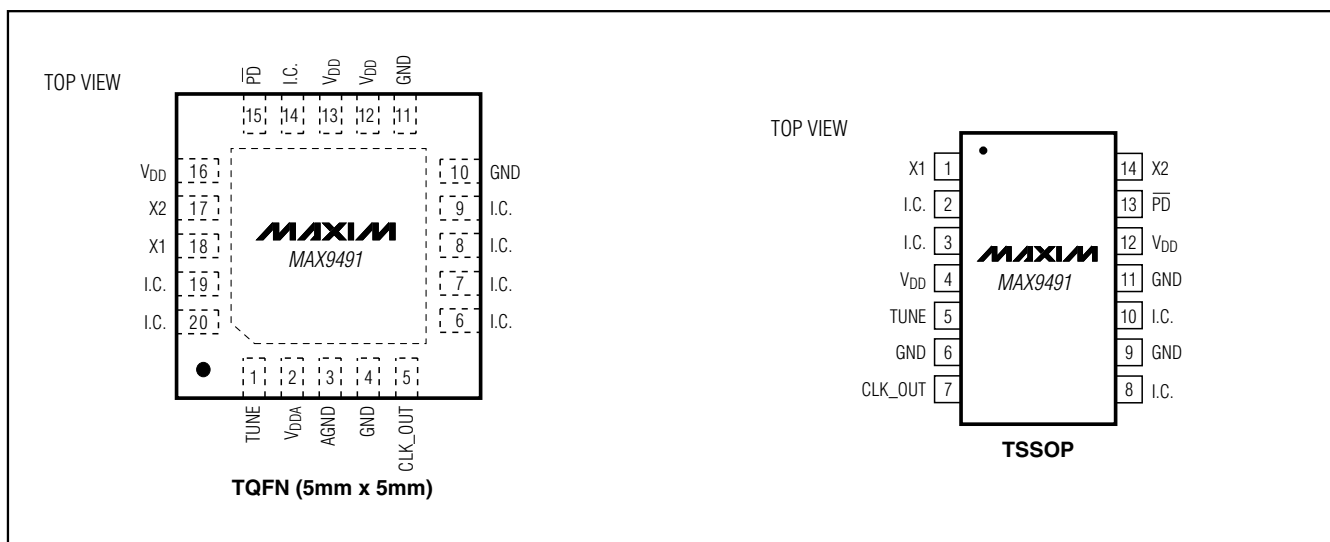 TOP VIEW
PD I.C. VDD VDD GND
15 14 13 12 11
VDD 16
X2 17
X1 18
I.C. 19
I.C. 20
10 GND
9 I.C.
8 I.C.
7 I.C.
6 I.C.
MAXIM
MAX9491
1 2 3 4 5
TUNE VDDA AGND GND CLK_OUT
TQFN (5mm x 5mm)
TOP VIEW
X1 1
I.C. 2
I.C. 3
VDD 4
TUNE 5
GND 6
CLK_OUT 7
MAXIM
MAX9491
14 X2
13 PD
12 VDD
11 GND
10 I.C.
9 GND
8 I.C.
TSSOP